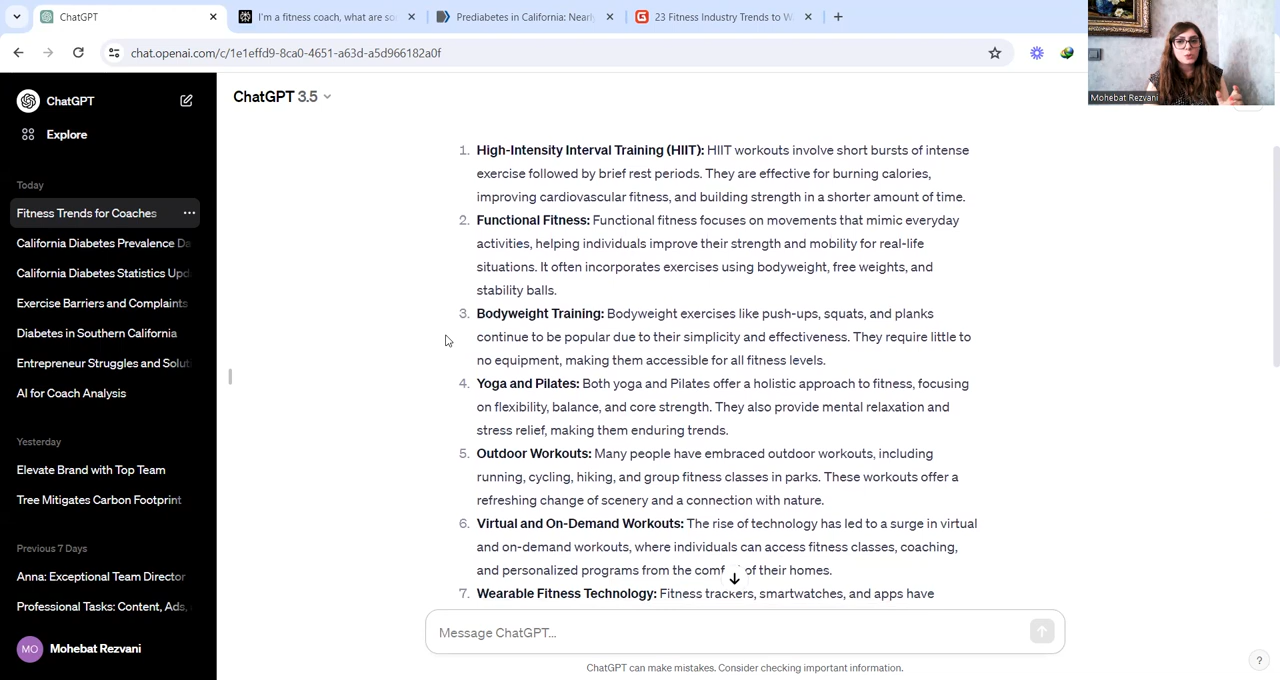 ChatGPT
I'm a fitness coach, what are so
Prediabetes in California: Nearly
23 Fitness Industry Trends to W
chat.openai.com/c/1e1effd9-8ca0-4651-a63d-a5d966182a0f
Mohebat Rezvani
ChatGPT
Explore
Today
Fitness Trends for Coaches
California Diabetes Prevalence Da
California Diabetes Statistics Upd
Exercise Barriers and Complaints
Diabetes in Southern California
Entrepreneur Struggles and Soluti
AI for Coach Analysis
Yesterday
Elevate Brand with Top Team
Tree Mitigates Carbon Footprint
Previous 7 Days
Anna: Exceptional Team Director
Professional Tasks: Content, Ads,
MO
Mohebat Rezvani
ChatGPT 3.5
1. High-Intensity Interval Training (HIIT): HIIT workouts involve short bursts of intense
exercise followed by brief rest periods. They are effective for burning calories,
improving cardiovascular fitness, and building strength in a shorter amount of time.
2. Functional Fitness: Functional fitness focuses on movements that mimic everyday
activities, helping individuals improve their strength and mobility for real-life
situations. It often incorporates exercises using bodyweight, free weights, and
stability balls.
3. Bodyweight Training: Bodyweight exercises like push-ups, squats, and planks
continue to be popular due to their simplicity and effectiveness. They require little to
no equipment, making them accessible for all fitness levels.
4. Yoga and Pilates: Both yoga and Pilates offer a holistic approach to fitness, focusing
on flexibility, balance, and core strength. They also provide mental relaxation and
stress relief, making them enduring trends.
5. Outdoor Workouts: Many people have embraced outdoor workouts, including
running, cycling, hiking, and group fitness classes in parks. These workouts offer a
refreshing change of scenery and a connection with nature.
6. Virtual and On-Demand Workouts: The rise of technology has led to a surge in virtual
and on-demand workouts, where individuals can access fitness classes, coaching,
and personalized programs from the comf of their homes.
7. Wearable Fitness Technology: Fitness trackers, smartwatches, and apps have
Message ChatGPT...
ChatGPT can make mistakes. Consider checking important information.
?